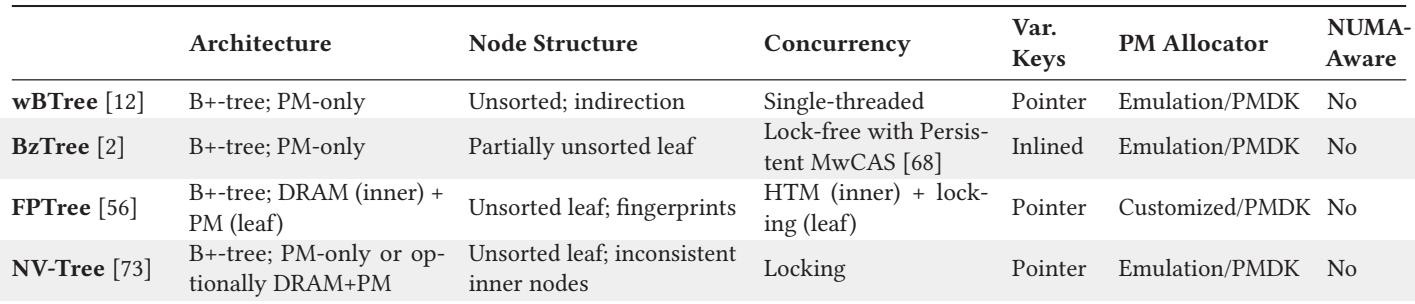 Architecture Node Structure Concurrency Var. Keys PM Allocator NUMA-Aware
wBTree [12] B+-tree; PM-only Unsorted; indirection Single-threaded Pointer Emulation/PMDK No
BzTree [2] B+-tree; PM-only Partially unsorted leaf Lock-free with Persis-
tent MwCAS [68] Inlined Emulation/PMDK No
FPTree [56] B+-tree; DRAM (inner) + PM (leaf) Unsorted leaf; fingerprints HTM (inner) + lock-
ing (leaf) Pointer Customized/PMDK No
NV-Tree [73] B+-tree; PM-only or op-
tionally DRAM+PM Unsorted leaf; inconsistent
inner nodes Locking Pointer Emulation/PMDK No